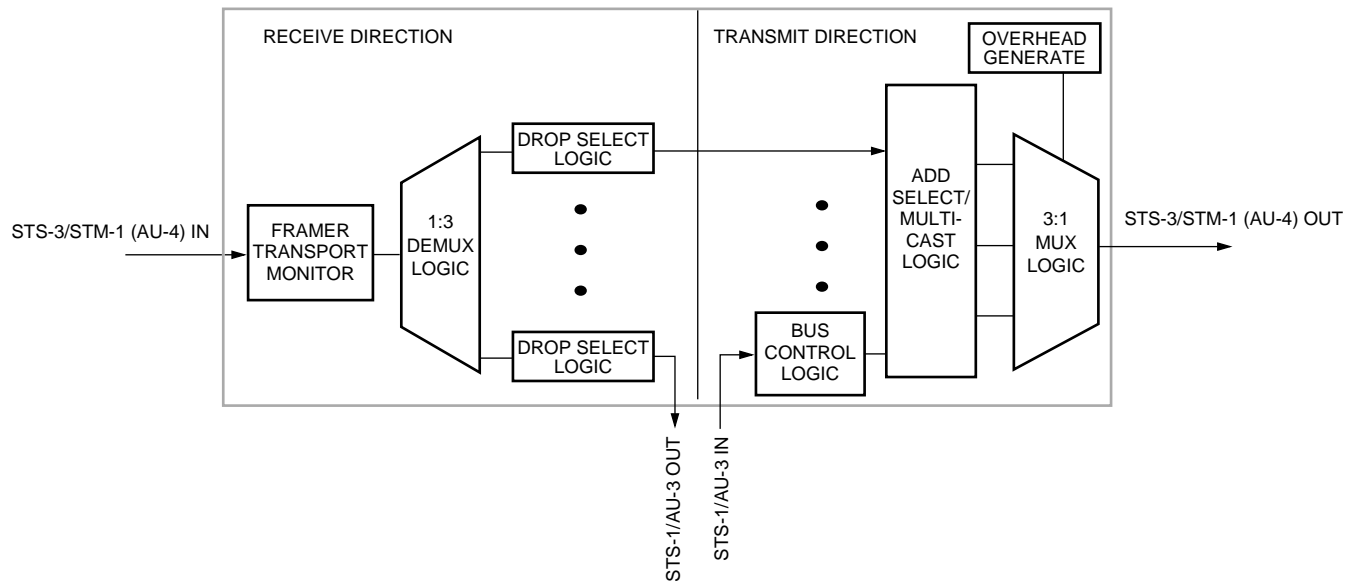 RECEIVE DIRECTION
TRANSMIT DIRECTION
OVERHEAD
GENERATE
DROP SELECT
LOGIC
STS-3/STM-1 (AU-4) IN
FRAMER
TRANSPORT
MONITOR
1:3
DEMUX
LOGIC
ADD
SELECT/
MULTI-
CAST
LOGIC
3:1
MUX
LOGIC
STS-3/STM-1 (AU-4) OUT
DROP SELECT
LOGIC
BUS
CONTROL
LOGIC
STS-1/AU-3 OUT
STS-1/AU-3 IN